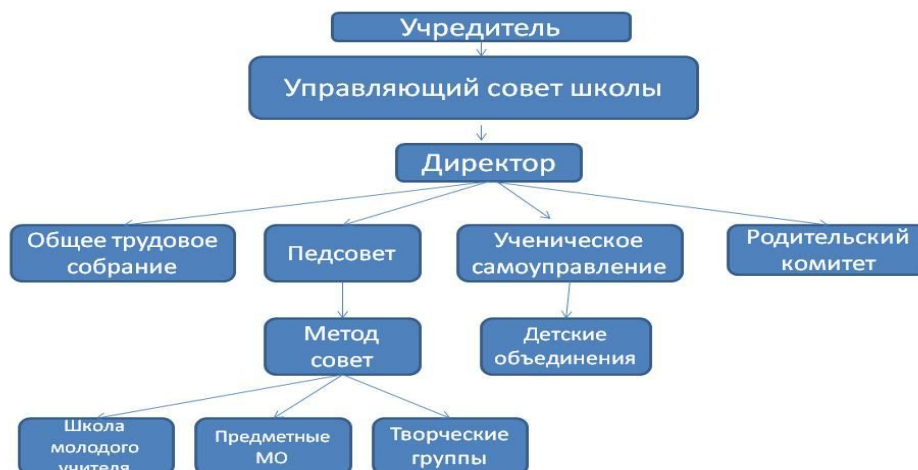 Учредитель
Управляющий совет школы
Директор
Общее трудовое
собрание
Педсовет
Ученическое
самоуправление
Родительский
комитет
Метод
совет
Детские
объединения
Школа
молодого
учителя
Предметные
МО
Творческие
группы